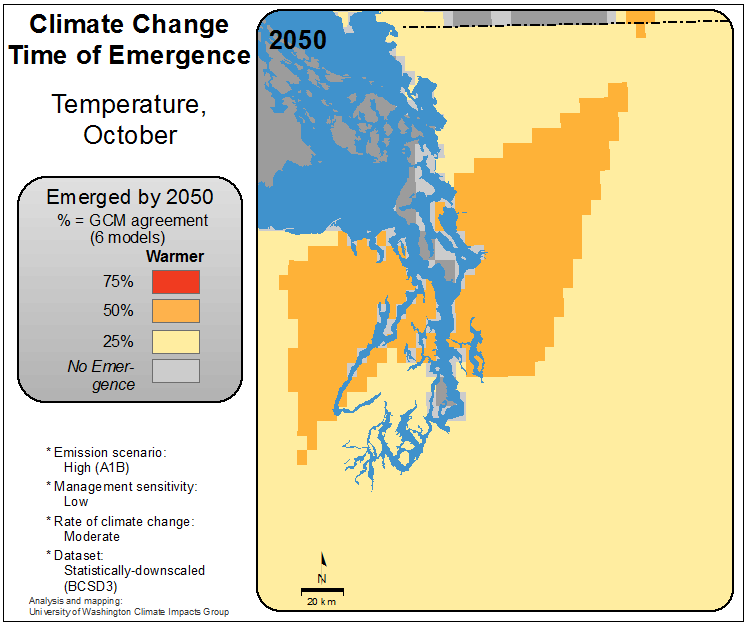 Climate Change
Time of Emergence
Temperature,
October
Emerged by 2050
% = GCM agreement
(6 models)
Warmer
75%
50%
25%
No Emer-
gence
* Emission scenario:
High (A1B)
* Management sensitivity:
Low
* Rate of climate change:
Moderate
* Dataset:
Statistically-downscaled
(BCSD3)
Analysis and mapping:
University of Washington Climate Impacts Group
2050
N
20 km